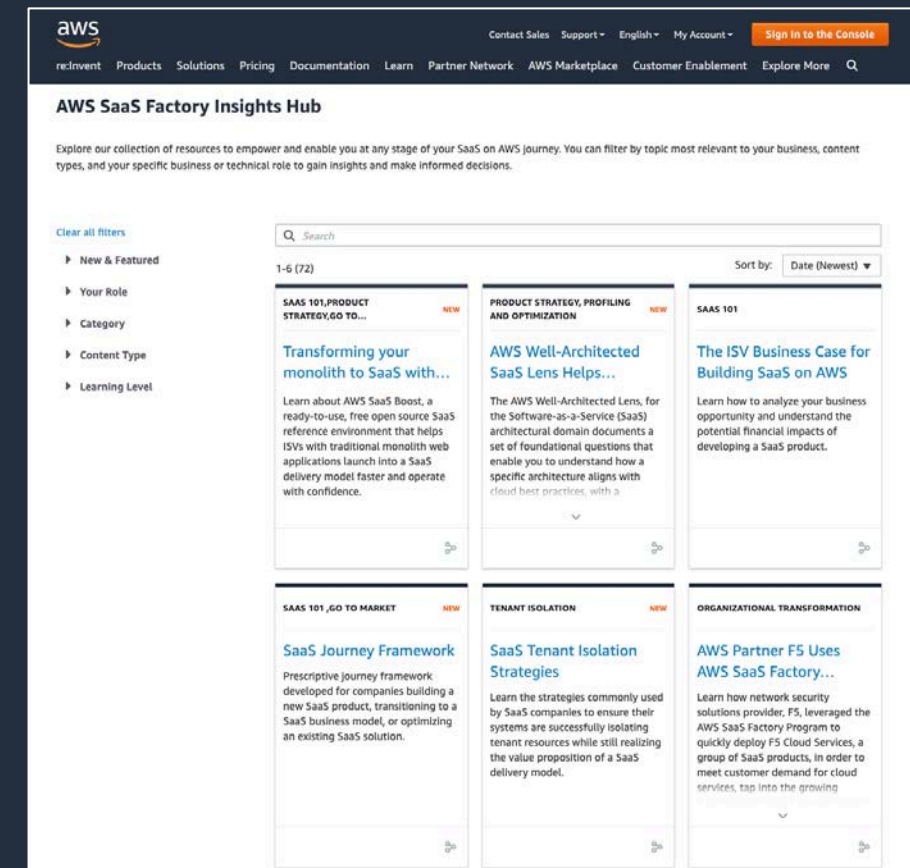 aws
Contact Sales Support English My Account Sign In to the Console
re:Invent Products Solutions Pricing Documentation Learn Partner Network AWS Marketplace Customer Enablement Explore More
AWS SaaS Factory Insights Hub
Explore our collection of resources to empower and enable you at any stage of your SaaS on AWS journey. You can filter by topic most relevant to your business, content
types, and your specific business or technical role to gain insights and make informed decisions.
Clear all filters
New & Featured
Your Role
Category
Content Type
Learning Level
Search
1-6 (72)
Sort by: Date (Newest)
SAAS 101,PRODUCT
STRATEGY,GO TO...
NEW
Transforming your
monolith to SaaS with...
Learn about AWS SaaS Boost, a
ready-to-use, free open source SaaS
reference environment that helps
ISVs with traditional monolith web
applications launch into a SaaS
delivery model faster and operate
with confidence.
PRODUCT STRATEGY, PROFILING
AND OPTIMIZATION
NEW
AWS Well-Architected
SaaS Lens Helps...
The AWS Well-Architected Lens, for
the Software-as-a-Service (SaaS)
architectural domain documents a
set of foundational questions that
enable you to understand how a
specific architecture aligns with
cloud best practices, with a
SAAS 101
The ISV Business Case for
Building SaaS on AWS
Learn how to analyze your business
opportunity and understand the
potential financial impacts of
developing a SaaS product.
SAAS 101 ,GO TO MARKET
NEW
SaaS Journey Framework
Prescriptive journey framework
developed for companies building a
new SaaS product, transitioning to a
SaaS business model, or optimizing
an existing SaaS solution.
TENANT ISOLATION
NEW
SaaS Tenant Isolation
Strategies
Learn the strategies commonly used
by SaaS companies to ensure their
systems are successfully isolating
tenant resources while still realizing
the value proposition of a SaaS
delivery model.
ORGANIZATIONAL TRANSFORMATION
AWS Partner F5 Uses
AWS SaaS Factory...
Learn how network security
solutions provider, F5, leveraged the
AWS SaaS Factory Program to
quickly deploy F5 Cloud Services, a
group of SaaS products, in order to
meet customer demand for cloud
services, tap into the growing